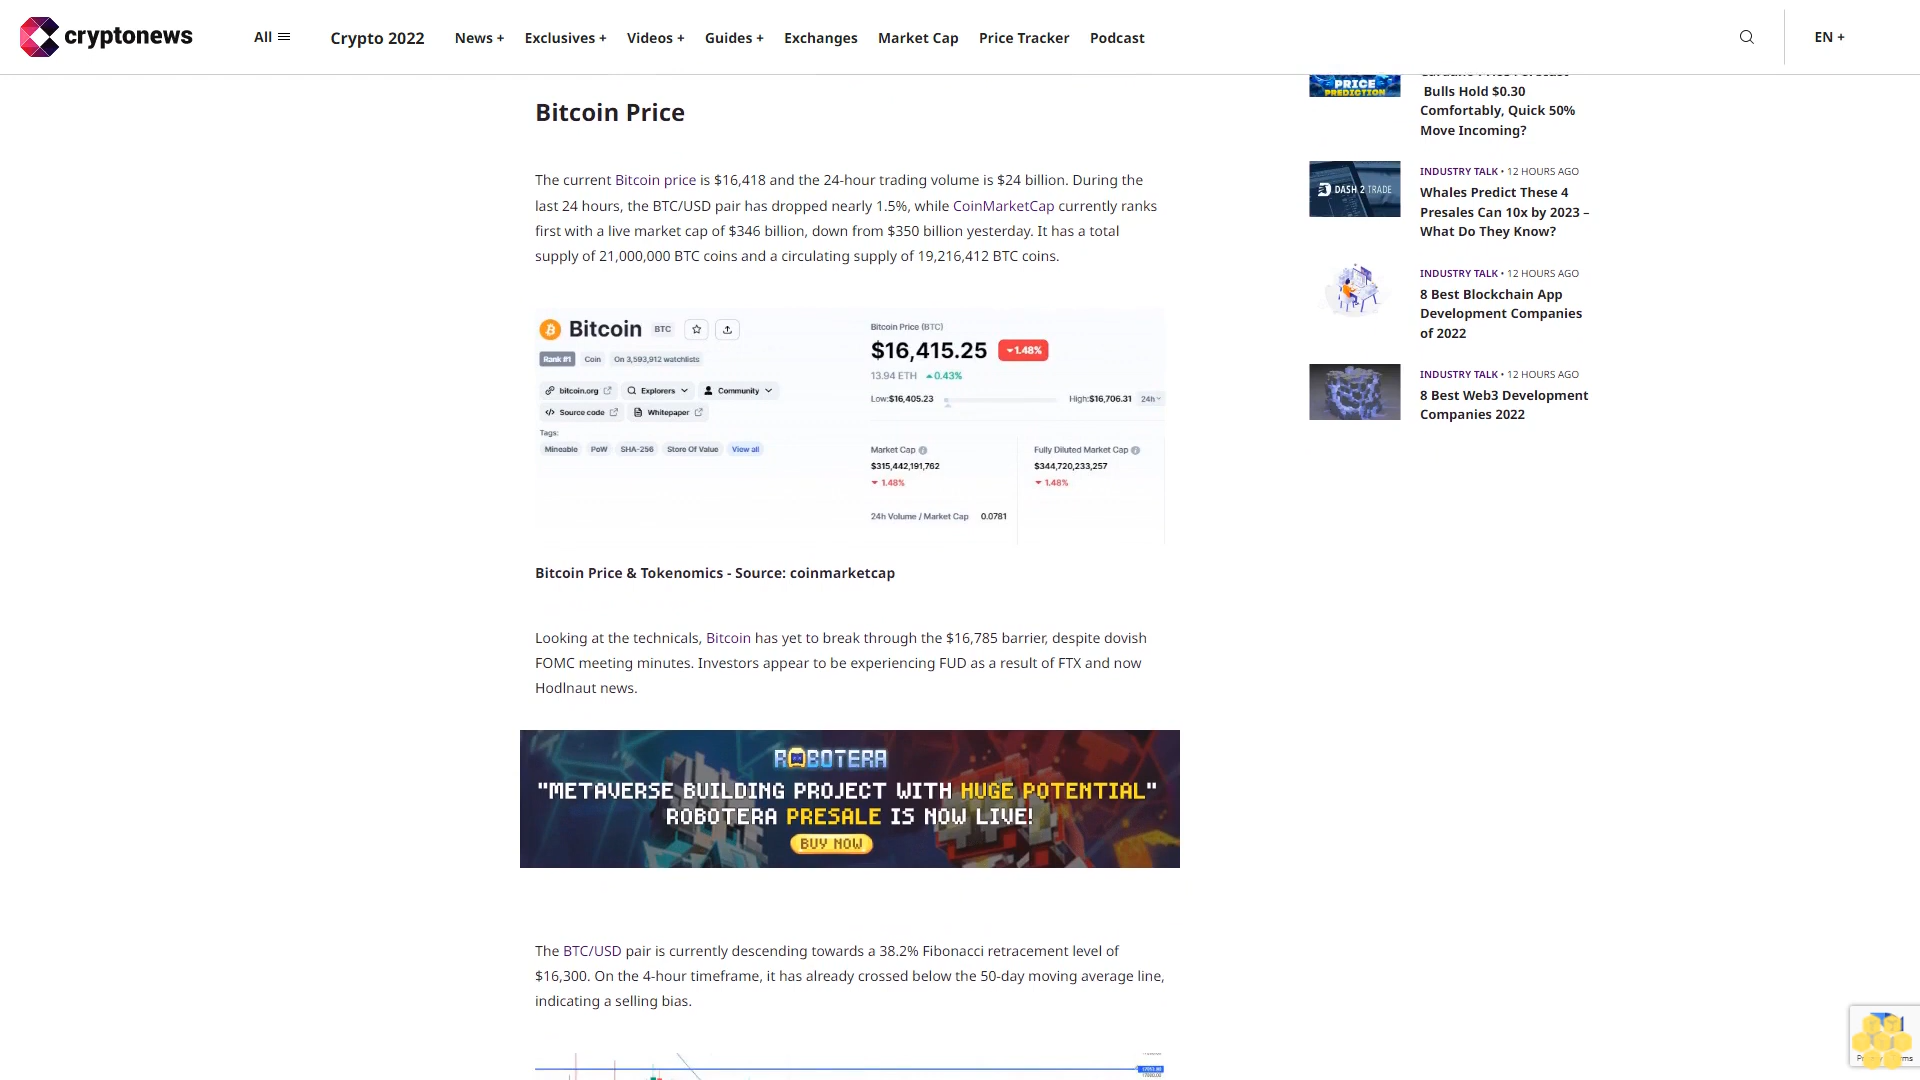 cryptonews
All
Crypto 2022
News +
Exclusives +
Videos +
Guides +
Exchanges
Market Cap
Price Tracker
Podcast
EN +
Bitcoin Price
The current Bitcoin price is $16,418 and the 24-hour trading volume is $24 billion. During the
last 24 hours, the BTC/USD pair has dropped nearly 1.5%, while CoinMarketCap currently ranks
first with a live market cap of $346 billion, down from $350 billion yesterday. It has a total
supply of 21,000,000 BTC coins and a circulating supply of 19,216,412 BTC coins.
Bitcoin BTC
Rank #1 Coin On 3,593,912 watchlists
bitcoin.org Explorers Community
Source code Whitepaper
Tags:
Mineable PoW SHA-256 Store Of Value View all
Bitcoin Price (BTC)
$16,415.25 1.48%
13.94 ETH 0.43%
Low:$16,405.23 High:$16,706.31 24h
Market Cap
$315,442,191,762
1.48%
Fully Diluted Market Cap
$344,720,233,257
1.48%
24h Volume / Market Cap 0.0781
Bitcoin Price & Tokenomics - Source: coinmarketcap
Looking at the technicals, Bitcoin has yet to break through the $16,785 barrier, despite dovish
FOMC meeting minutes. Investors appear to be experiencing FUD as a result of FTX and now
Hodlnaut news.
ROBOTERA
"METAVERSE BUILDING PROJECT WITH HUGE POTENTIAL"
ROBOTERA PRESALE IS NOW LIVE!
BUY NOW
The BTC/USD pair is currently descending towards a 38.2% Fibonacci retracement level of
$16,300. On the 4-hour timeframe, it has already crossed below the 50-day moving average line,
indicating a selling bias.
PRICE
PREDICTION
Bulls Hold $0.30
Comfortably, Quick 50%
Move Incoming?
DASH 2 TRADE
INDUSTRY TALK • 12 HOURS AGO
Whales Predict These 4
Presales Can 10x by 2023 –
What Do They Know?
INDUSTRY TALK • 12 HOURS AGO
8 Best Blockchain App
Development Companies
of 2022
INDUSTRY TALK • 12 HOURS AGO
8 Best Web3 Development
Companies 2022